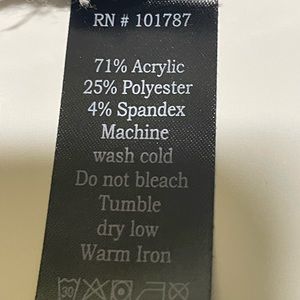 RN # 101787
71% Acrylic
25% Polyester
4% Spandex
Machine
wash cold
Do not bleach
Tumble
dry low
Warm Iron
30